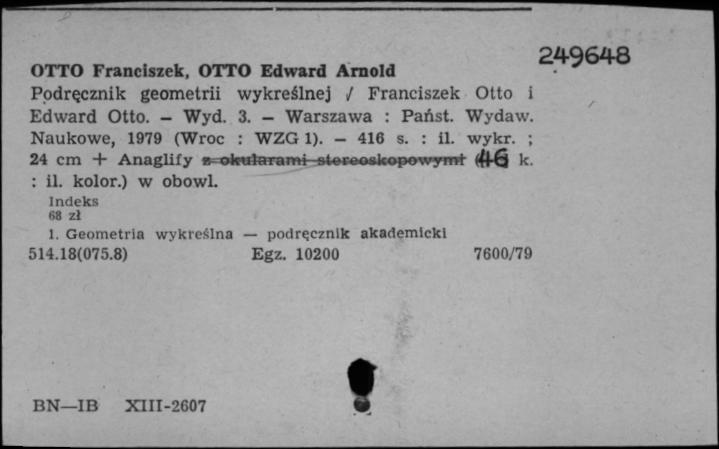 249648
OTTO Franciszek, OTTO Edward Arnold
Podręcznik geometrii wykreślnej / Franciszek Otto i
Edward Otto. — Wyd. 3. — Warszawa : Państ. Wydaw.
Naukowe, 1979 (Wroc : WZG 1). — 416 s. : il. wykr. ;
24 cm + Anaglify z okularami stereoskopowymi (46 k.
: il. kolor.) w obowl.
Indeks
68 zł
1. Geometria wykreślna — podręcznik akademicki
514.18(075.8) Egz. 10200 7600/79
BN—IB XIII-2607